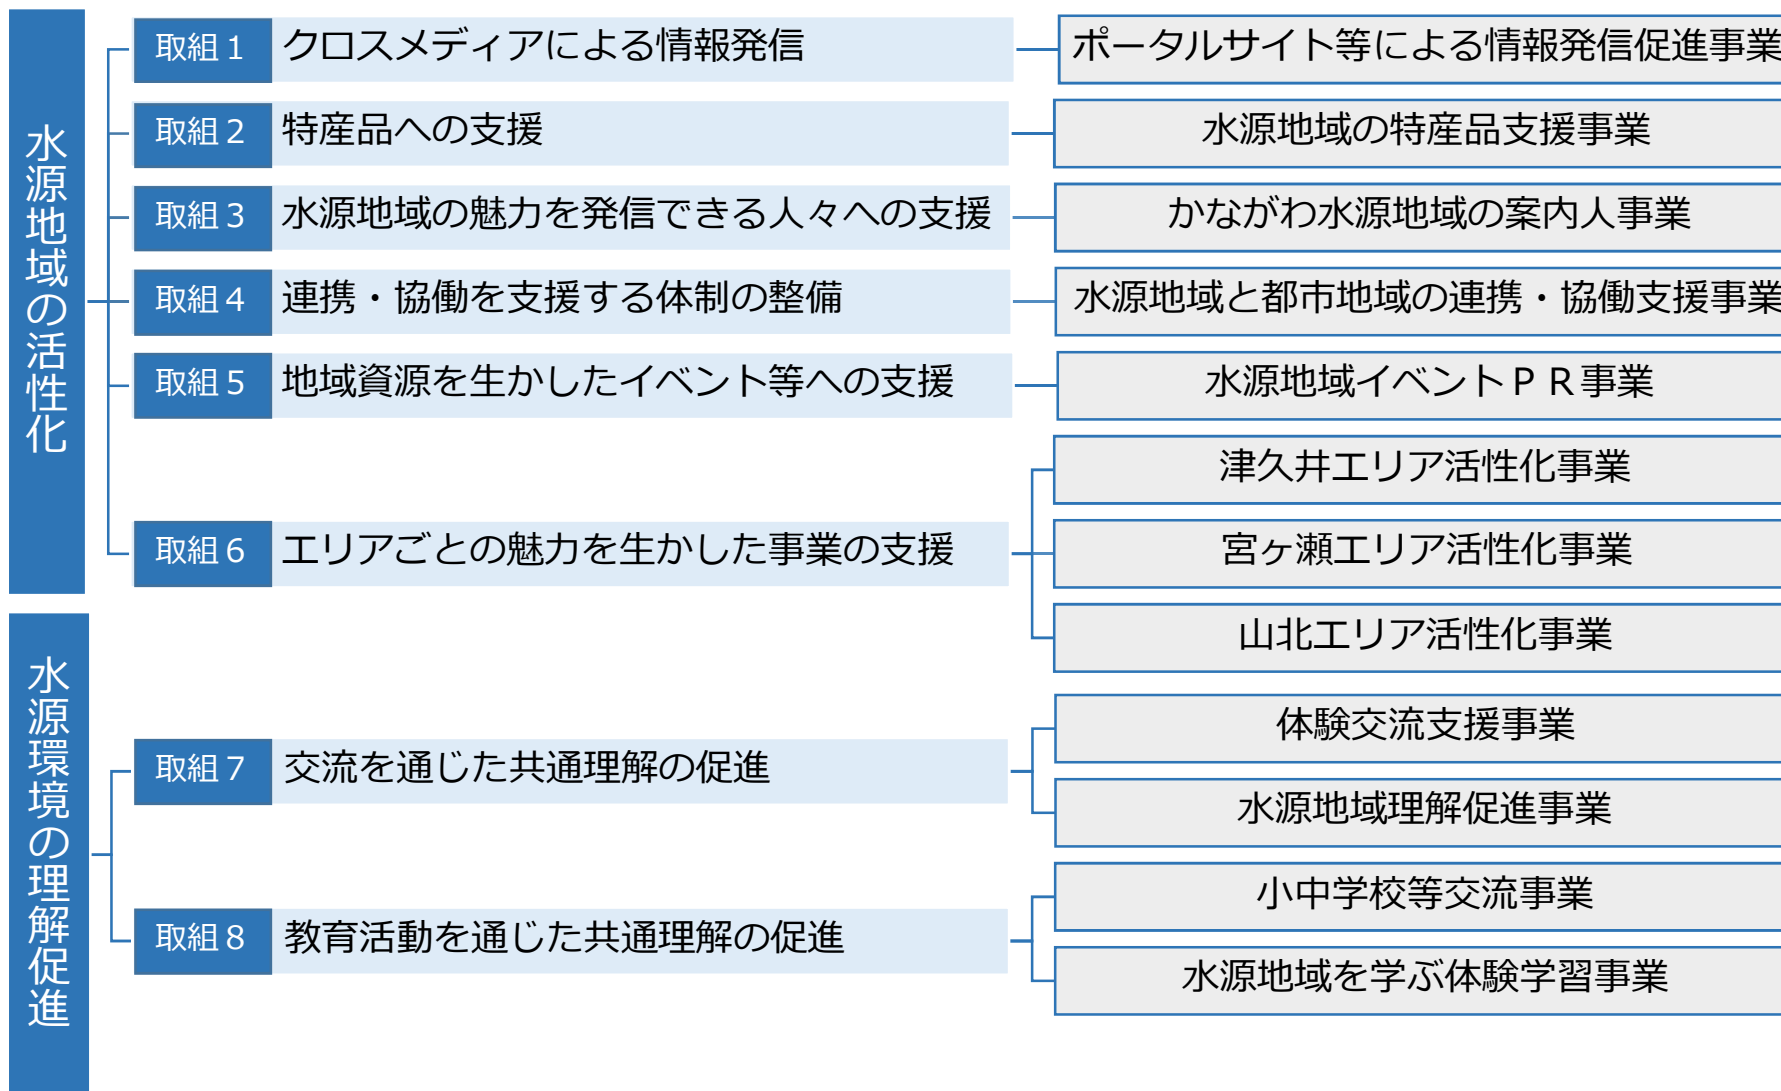 水源地域の活性化
取組１ クロスメディアによる情報発信 ポータルサイト等による情報発信促進事業
取組２ 特産品への支援 水源地域の特産品支援事業
取組３ 水源地域の魅力を発信できる人々への支援 かながわ水源地域の案内人事業
取組４ 連携・協働を支援する体制の整備 水源地域と都市地域の連携・協働支援事業
取組５ 地域資源を生かしたイベント等への支援 水源地域イベントＰＲ事業
取組６ エリアごとの魅力を生かした事業の支援
津久井エリア活性化事業
宮ヶ瀬エリア活性化事業
山北エリア活性化事業
水源環境の理解促進
取組７ 交流を通じた共通理解の促進
体験交流支援事業
水源地域理解促進事業
取組８ 教育活動を通じた共通理解の促進
小中学校等交流事業
水源地域を学ぶ体験学習事業